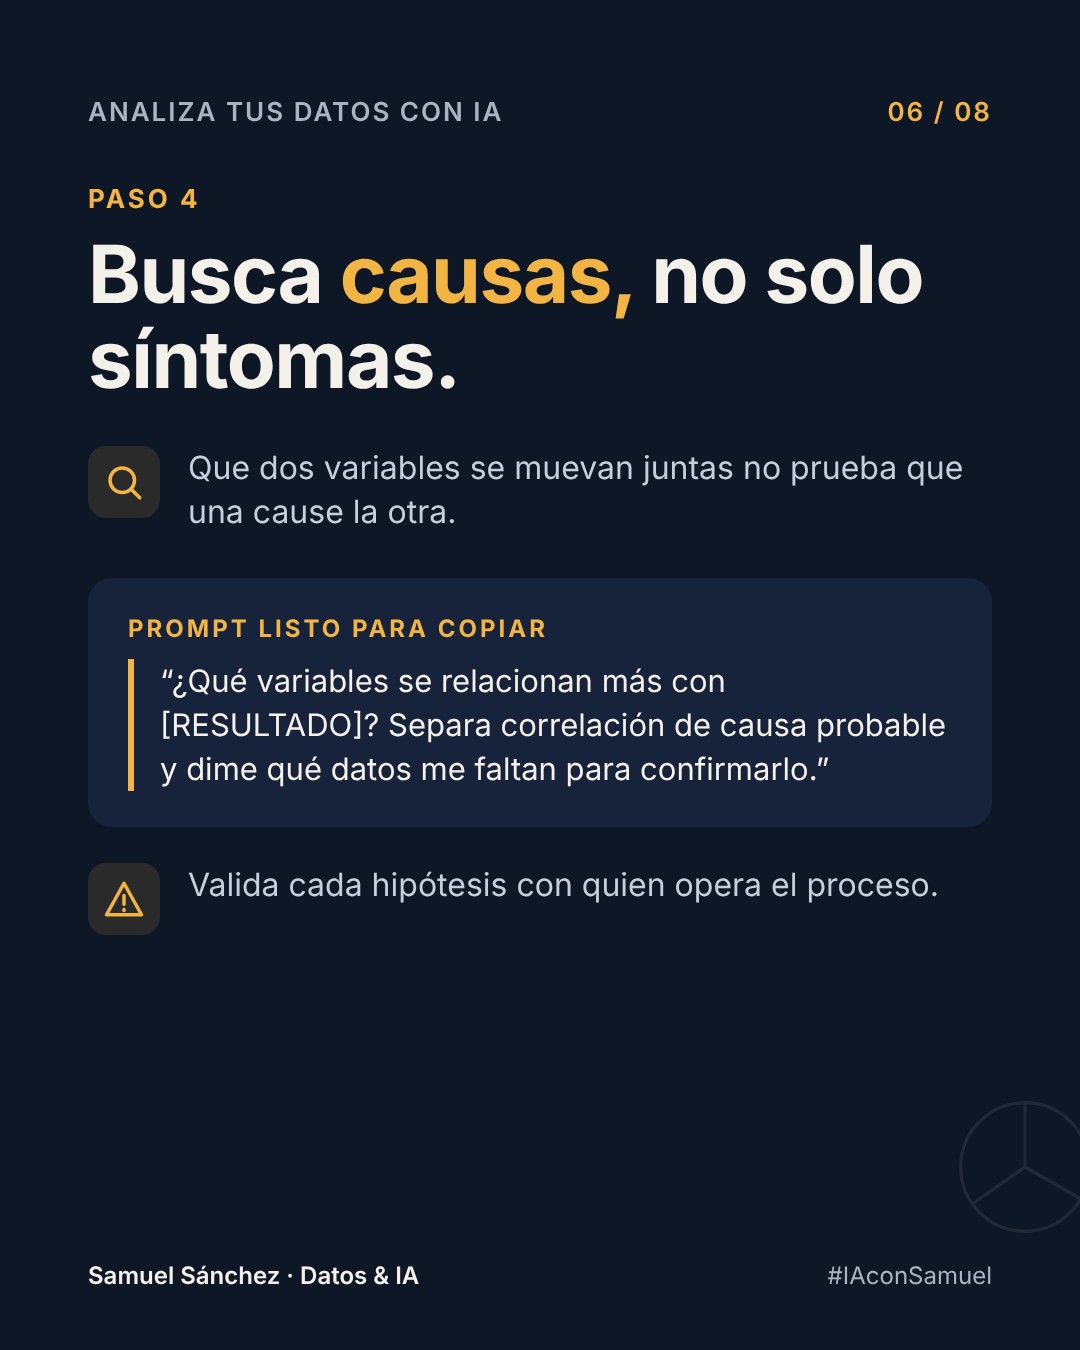 ANALIZA TUS DATOS CON IA
06 / 08
PASO 4
Busca causas, no solo
síntomas.
Que dos variables se muevan juntas no prueba que
una cause la otra.
PROMPT LISTO PARA COPIAR
“¿Qué variables se relacionan más con
[RESULTADO]? Separa correlación de causa probable
y dime qué datos me faltan para confirmarlo.”
Valida cada hipótesis con quien opera el proceso.
Samuel Sánchez · Datos & IA
#IAconSamuel